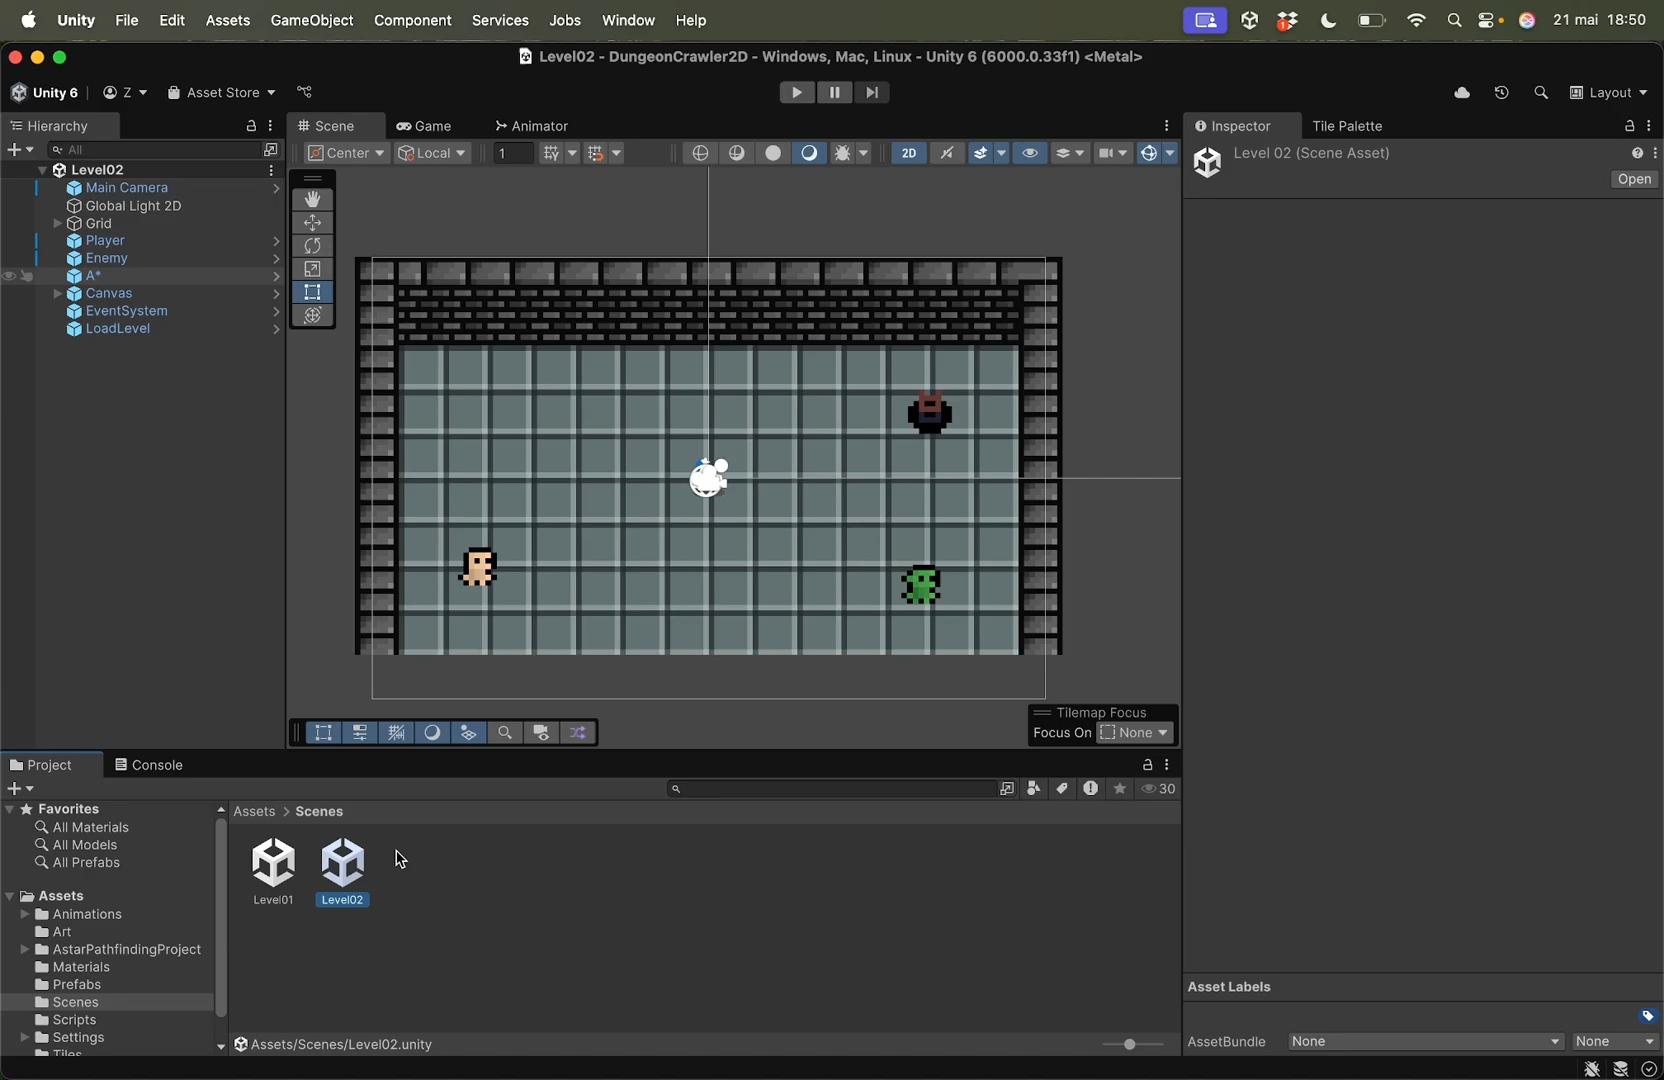 Unity File Edit Assets GameObject Component Services Jobs Window Help 1 21 mai 18:50
Level02 - DungeonCrawler2D - Windows, Mac, Linux - Unity 6 (6000.0.33f1) <Metal>
Unity 6 Z Asset Store Layout
Hierarchy Scene Game Animator Inspector Tile Palette
All Center Local 1 2D Level 02 (Scene Asset)
Open
Level02
Main Camera
Global Light 2D
Grid
Player
Enemy
A*
Canvas
EventSystem
LoadLevel
Tilemap Focus
Focus On None
Project Console
30
Favorites Assets > Scenes
All Materials
All Models
All Prefabs
Level01 Level02
Assets
Animations
Art
AstarPathfindingProject
Materials
Prefabs
Asset Labels
Scenes
Scripts
Settings Assets/Scenes/Level02.unity AssetBundle None None
Tiles